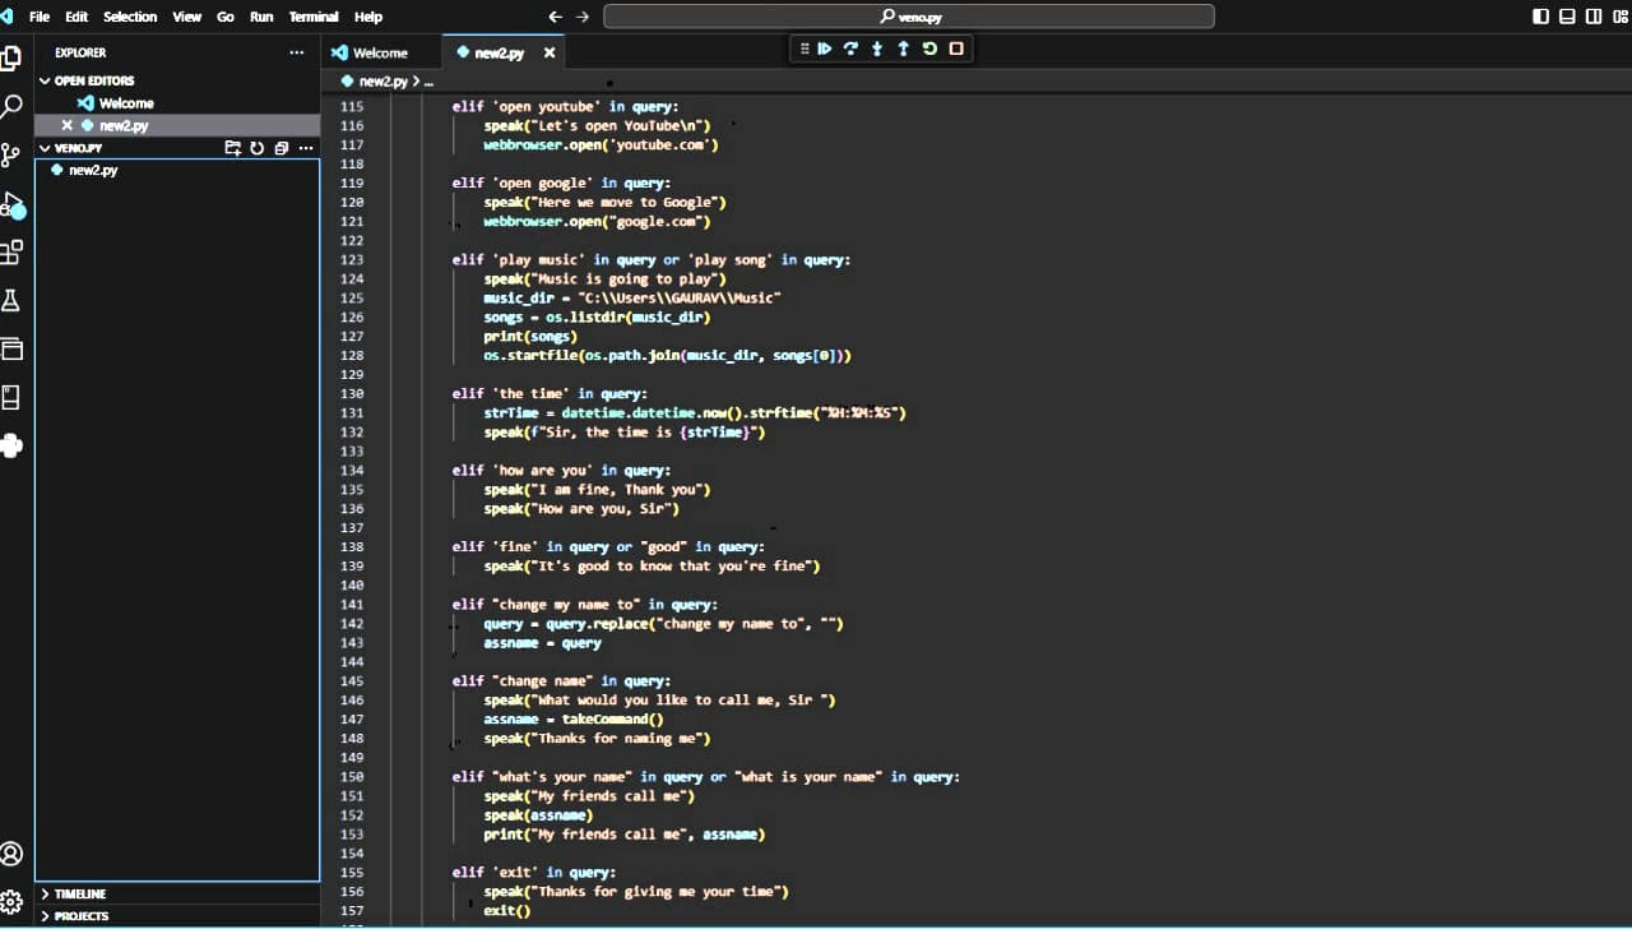 File Edit Selection View Go Run Terminal Help
veno.py
EXPLORER
Welcome
new2.py
OPEN EDITORS
Welcome
new2.py
VENO.PY
new2.py
TIMELINE
PROJECTS
new2.py > ...
115 elif 'open youtube' in query:
116 speak("Let's open YouTube\n")
117 webbrowser.open('youtube.com')
118
119 elif 'open google' in query:
120 speak("Here we move to Google")
121 webbrowser.open("google.com")
122
123 elif 'play music' in query or 'play song' in query:
124 speak("Music is going to play")
125 music_dir = "C:\\Users\\GAURAV\\Music"
126 songs = os.listdir(music_dir)
127 print(songs)
128 os.startfile(os.path.join(music_dir, songs[0]))
129
130 elif 'the time' in query:
131 strTime = datetime.datetime.now().strftime("%H:%M:%S")
132 speak(f"Sir, the time is {strTime}")
133
134 elif 'how are you' in query:
135 speak("I am fine, Thank you")
136 speak("How are you, Sir")
137
138 elif 'fine' in query or "good" in query:
139 speak("It's good to know that you're fine")
140
141 elif "change my name to" in query:
142 query = query.replace("change my name to", "")
143 assname = query
144
145 elif "change name" in query:
146 speak("What would you like to call me, Sir ")
147 assname = takeCommand()
148 speak("Thanks for naming me")
149
150 elif "what's your name" in query or "what is your name" in query:
151 speak("My friends call me")
152 speak(assname)
153 print("My friends call me", assname)
154
155 elif 'exit' in query:
156 speak("Thanks for giving me your time")
157 exit()